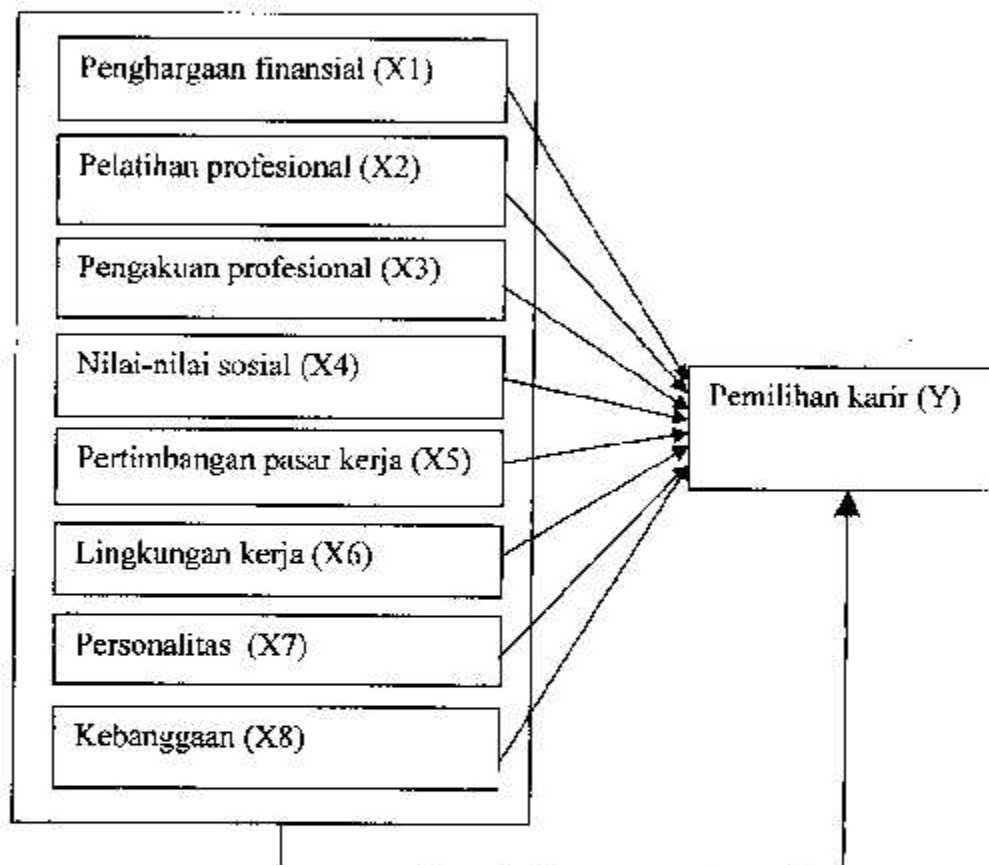 Penghargaan finansial (X1)
Pelatihan profesional (X2)
Pengakuan profesional (X3)
Nilai-nilai sosial (X4)
Pertimbangan pasar kerja (X5)
Lingkungan kerja (X6)
Personalitas (X7)
Kebanggaan (X8)
Pemilihan karir (Y)